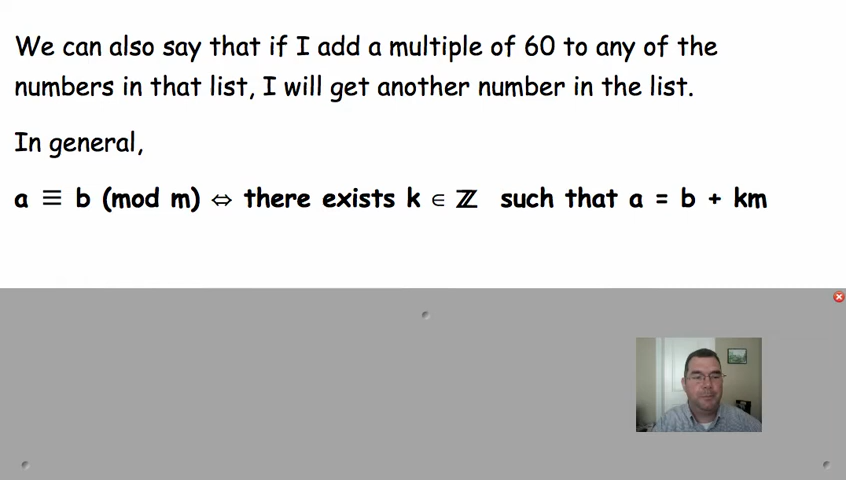 We can also say that if I add a multiple of 60 to any of the
numbers in that list, I will get another number in the list.
In general,
a ≡ b (mod m) ⇔ there exists k ∈ ℤ such that a = b + km